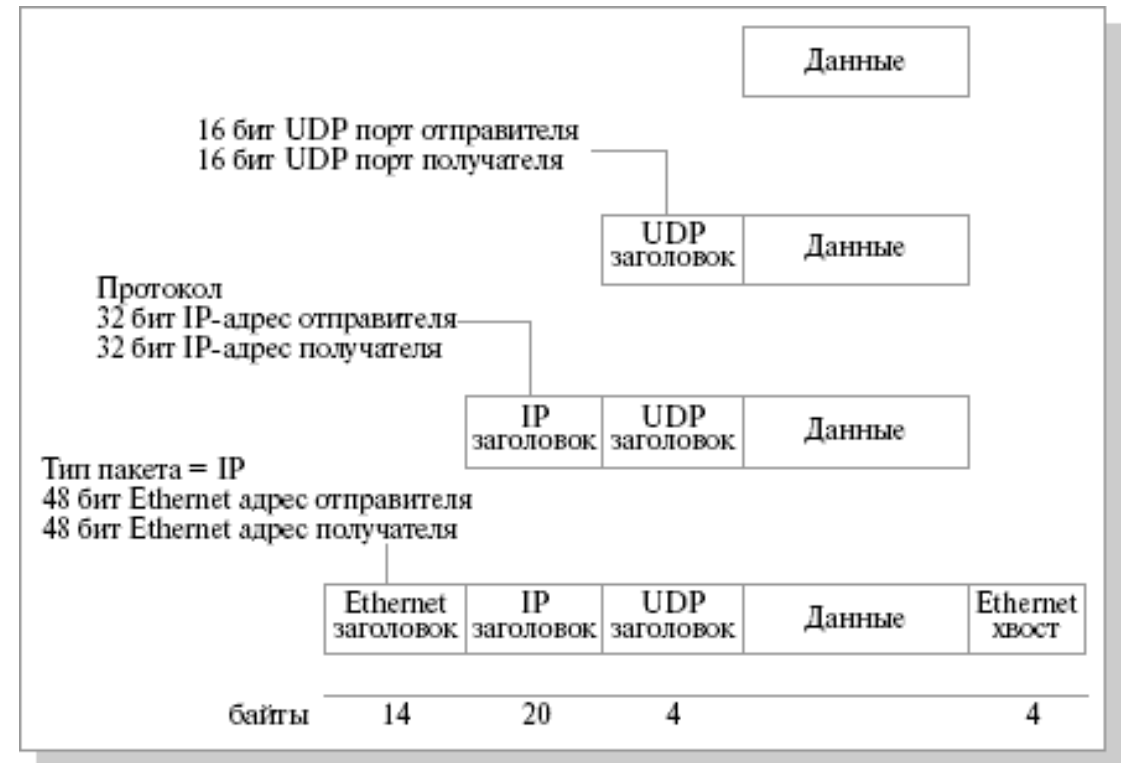 Данные
16 бит UDP порт отправителя
16 бит UDP порт получателя
UDP
заголовок
Данные
Протокол
32 бит IP-адрес отправителя
32 бит IP-адрес получателя
IP
заголовок
UDP
заголовок
Данные
Тип пакета = IP
48 бит Ethernet адрес отправителя
48 бит Ethernet адрес получателя
Ethernet
заголовок
IP
заголовок
UDP
заголовок
Данные
Ethernet
хвост
байты 14 20 4 4